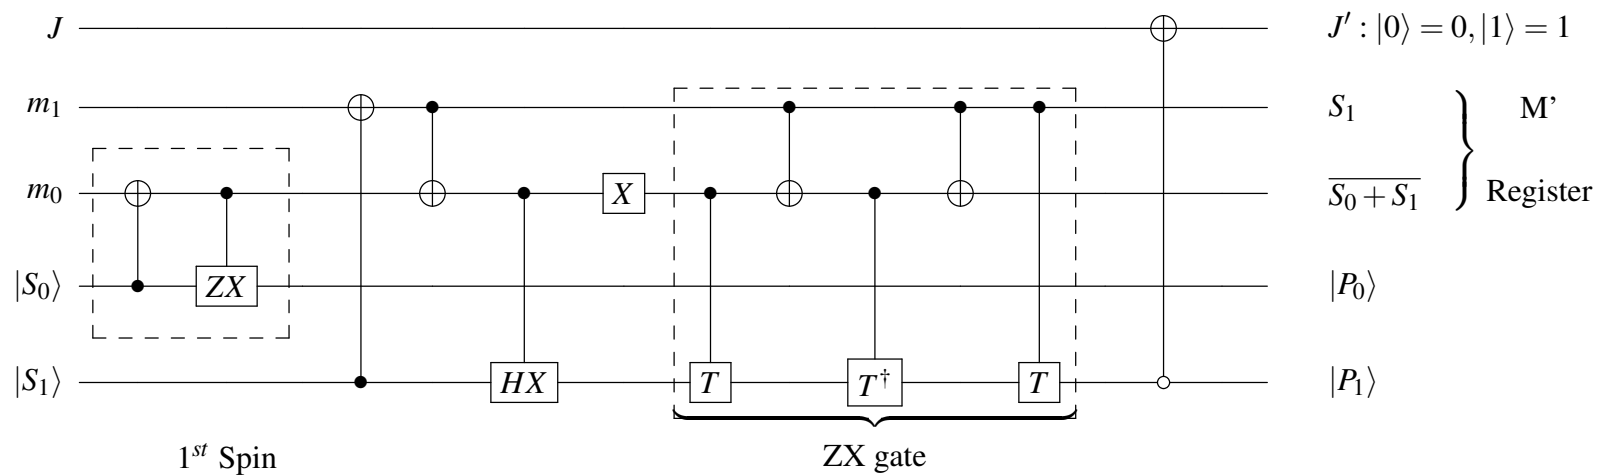 J J′ : |0⟩ = 0, |1⟩ = 1
m₁ S₁ M’
m₀ X $\overline{S_0 + S_1}$ Register
|S₀⟩ ZX |P₀⟩
|S₁⟩ HX T T† T |P₁⟩
1ˢᵗ Spin ZX gate